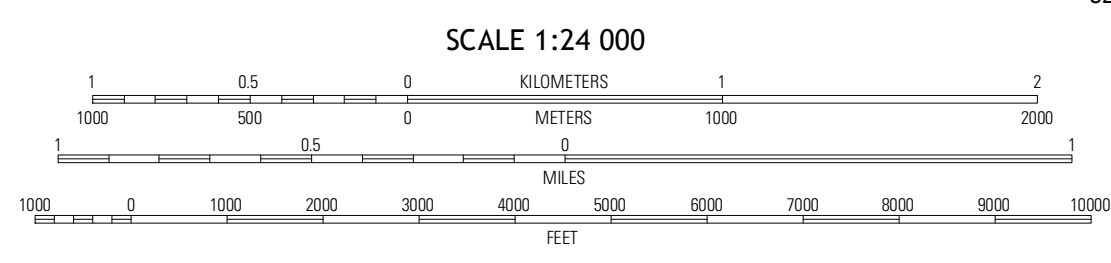 SCALE 1:24 000
1 0.5 0 KILOMETERS 1 2
1000 500 0 METERS 1000 2000
1 0.5 0 1
MILES
1000 0 1000 2000 3000 4000 5000 6000 7000 8000 9000 10000
FEET